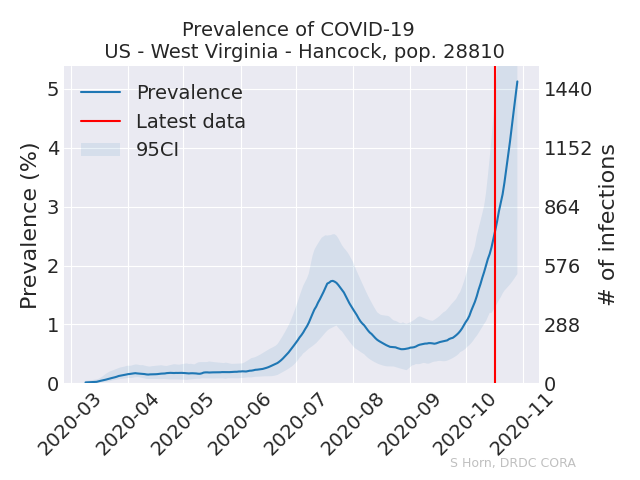 Prevalence of COVID-19
US - West Virginia - Hancock, pop. 28810
Prevalence
Latest data
95CI
Prevalence (%)
5
4
3
2
1
0
1440
1152
864
576
288
0
# of infections
2020-03
2020-04
2020-05
2020-06
2020-07
2020-08
2020-09
2020-10
2020-11
S Horn, DRDC CORA